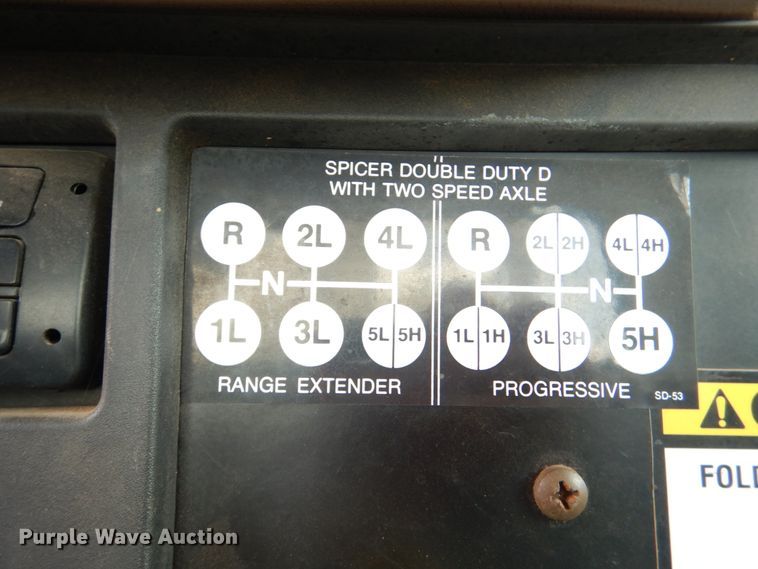 SPICER DOUBLE DUTY D
WITH TWO SPEED AXLE
R 2L 4L
N
1L 3L 5L 5H
RANGE EXTENDER
R 2L 2H 4L 4H
N
1L 1H 3L 3H 5H
PROGRESSIVE
SD-53
FOLD
Purple Wave Auction